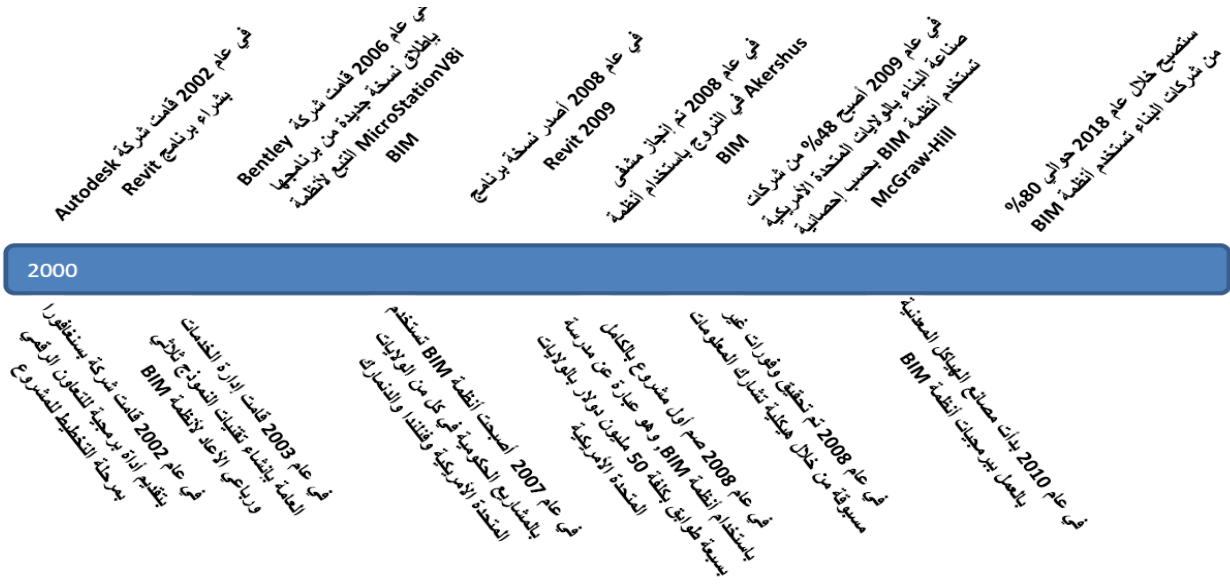 في عام 2002 قامت شركة Autodesk
بشراء برنامج Revit
في عام 2006 قامت شركة Bentley
بإطلاق نسخة جديدة من برنامجها
MicroStationV8i التبع لأنظمة
BIM
في عام 2008 أصدر نسخة برنامج
Revit 2009
في عام 2008 تم إنجاز مشفى
Akershus في النروج باستخدام أنظمة
BIM
في عام 2009 أصبح 48% من شركات
صناعة البناء بالولايات المتحدة الأمريكية
تستخدم أنظمة BIM بحسب إحصائية
McGraw-Hill
ستصبح خلال عام 2018 حوالي 80%
من شركات البناء تستخدم أنظمة BIM
2000
في عام 2002 قامت شركة بسنغافورا
بتقديم أداة برمجية للتعاون الرقمي
بمرحلة التخطيط للمشروع
في عام 2003 قامت إدارة الخدمات
العامة بإنشاء تقنيات النموذج ثلاثي
ورباعي الأعاد لأنظمة BIM
في عام 2007 أصبحت أنظمة BIM تستخدم
بالمشاريع الحكومية في كل من الولايات
المتحدة الأمريكية وفنلندا والدنمارك
في عام 2008 صم أول مشروع بالكامل
باستخدام أنظمة BIM، وهو عبارة عن مدرسة
بسبعة طوابق بكلفة 50 مليون دولار بالولايات
المتحدة الأمريكية
في عام 2008 تم تحقيق وفورات غير
مسبوقة من خلال هيكلية تشارك المعلومات
في عام 2010 بدأت مصانع الهياكل المعدنية
بالعمل ببرمجيات أنظمة BIM